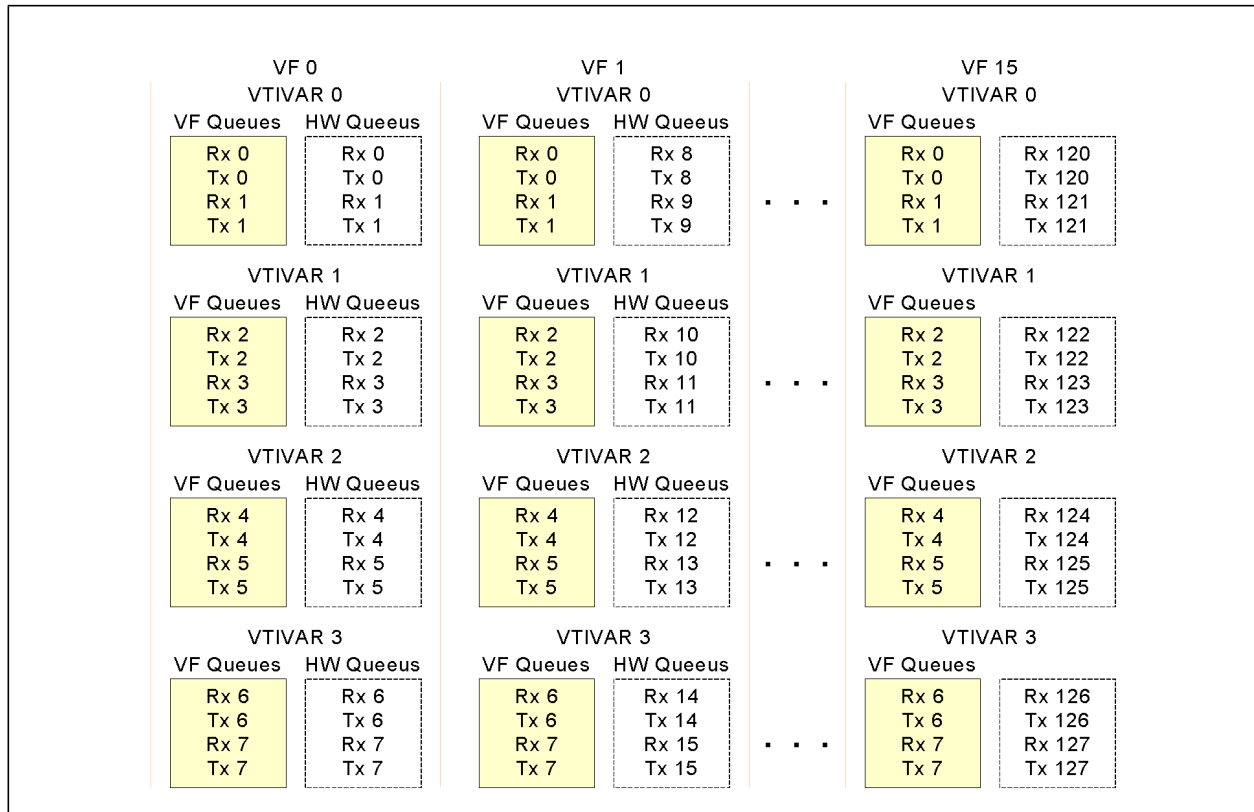 VF 0 VF 1 VF 15
VTIVAR 0 VTIVAR 0 VTIVAR 0
VF Queues HW Queeus VF Queues HW Queeus VF Queues
Rx 0 Rx 0 Rx 0 Rx 8 Rx 0 Rx 120
Tx 0 Tx 0 Tx 0 Tx 8 Tx 0 Tx 120
Rx 1 Rx 1 Rx 1 Rx 9 Rx 1 Rx 121
Tx 1 Tx 1 Tx 1 Tx 9 Tx 1 Tx 121
. . .
VTIVAR 1 VTIVAR 1 VTIVAR 1
VF Queues HW Queeus VF Queues HW Queeus VF Queues
Rx 2 Rx 2 Rx 2 Rx 10 Rx 2 Rx 122
Tx 2 Tx 2 Tx 2 Tx 10 Tx 2 Tx 122
Rx 3 Rx 3 Rx 3 Rx 11 Rx 3 Rx 123
Tx 3 Tx 3 Tx 3 Tx 11 Tx 3 Tx 123
. . .
VTIVAR 2 VTIVAR 2 VTIVAR 2
VF Queues HW Queeus VF Queues HW Queeus VF Queues
Rx 4 Rx 4 Rx 4 Rx 12 Rx 4 Rx 124
Tx 4 Tx 4 Tx 4 Tx 12 Tx 4 Tx 124
Rx 5 Rx 5 Rx 5 Rx 13 Rx 5 Rx 125
Tx 5 Tx 5 Tx 5 Tx 13 Tx 5 Tx 125
. . .
VTIVAR 3 VTIVAR 3 VTIVAR 3
VF Queues HW Queeus VF Queues HW Queeus VF Queues
Rx 6 Rx 6 Rx 6 Rx 14 Rx 6 Rx 126
Tx 6 Tx 6 Tx 6 Tx 14 Tx 6 Tx 126
Rx 7 Rx 7 Rx 7 Rx 15 Rx 7 Rx 127
Tx 7 Tx 7 Tx 7 Tx 15 Tx 7 Tx 127
. . .